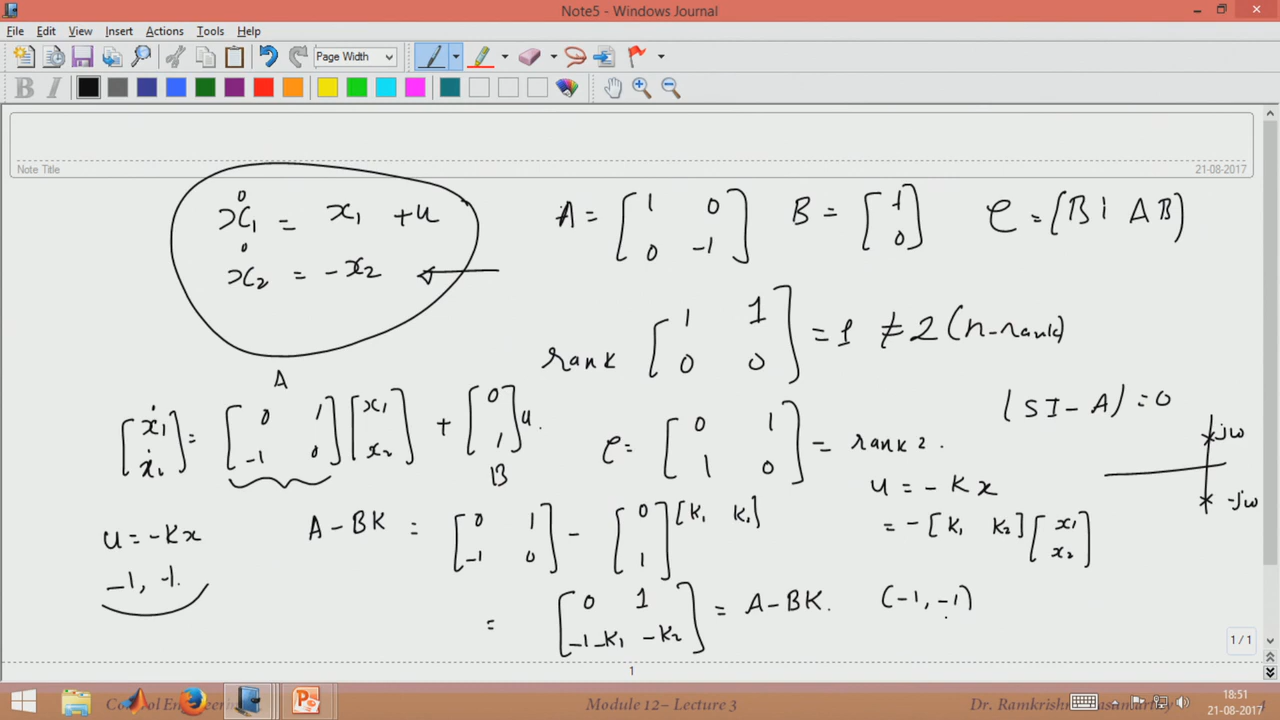 Note5 - Windows Journal
File Edit View Insert Actions Tools Help
Page Width
B I
Note Title
21-08-2017
ẋ1 = x1 + u
ẋ2 = -x2
A = [1 0; 0 -1] B = [1; 0] C = (B | AB)
rank [1 1; 0 0] = 1 ≠ 2 (n-rank)
A
[ẋ1; ẋ2] = [0 1; -1 0] [x1; x2] + [0; 1] u.
B
C = [0 1; 1 0] = rank 2.
(SI - A) = 0
jω
-jω
u = -Kx
= -[K1 K2] [x1; x2]
u = -Kx
-1, -1.
A - BK = [0 1; -1 0] - [0; 1] [K1 K2]
= [0 1; -1-K1 -K2] = A - BK. (-1, -1)
1 / 1
1
Module 12– Lecture 3
18:51
21-08-2017